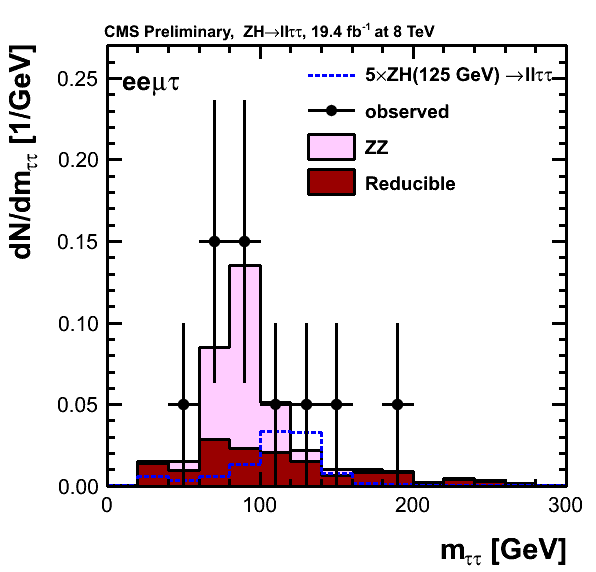 CMS Preliminary, ZH→llττ, 19.4 fb⁻¹ at 8 TeV
dN/dm_ττ [1/GeV]
0.25
0.20
0.15
0.10
0.05
0.00
eeμτ
5×ZH(125 GeV) →llττ
observed
ZZ
Reducible
0 100 200 300
m_ττ [GeV]